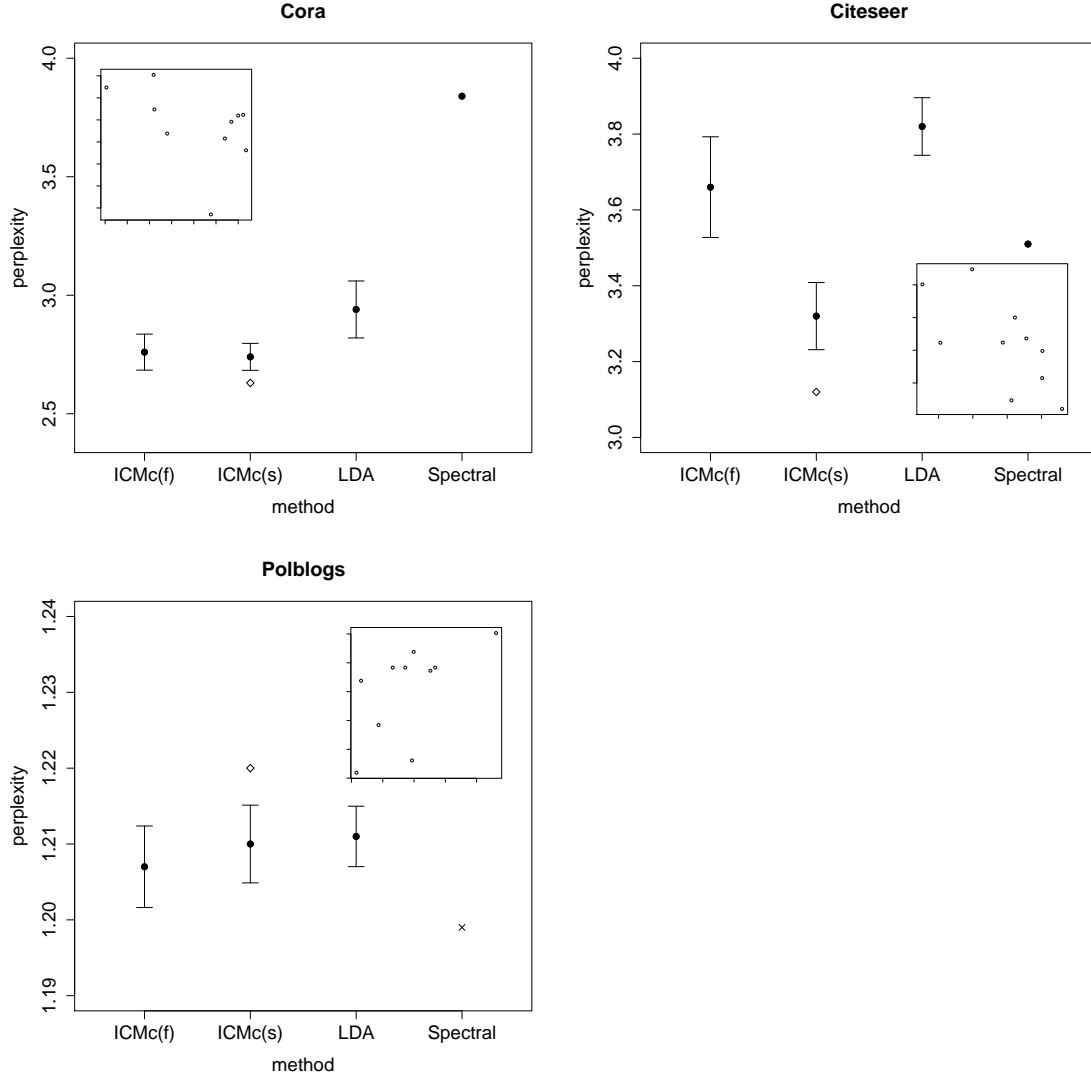 Cora
4.0
3.5
3.0
2.5
perplexity
ICMc(f) ICMc(s) LDA Spectral
method
Citeseer
4.0
3.8
3.6
3.4
3.2
3.0
perplexity
ICMc(f) ICMc(s) LDA Spectral
method
Polblogs
1.24
1.23
1.22
1.21
1.20
1.19
perplexity
ICMc(f) ICMc(s) LDA Spectral
method